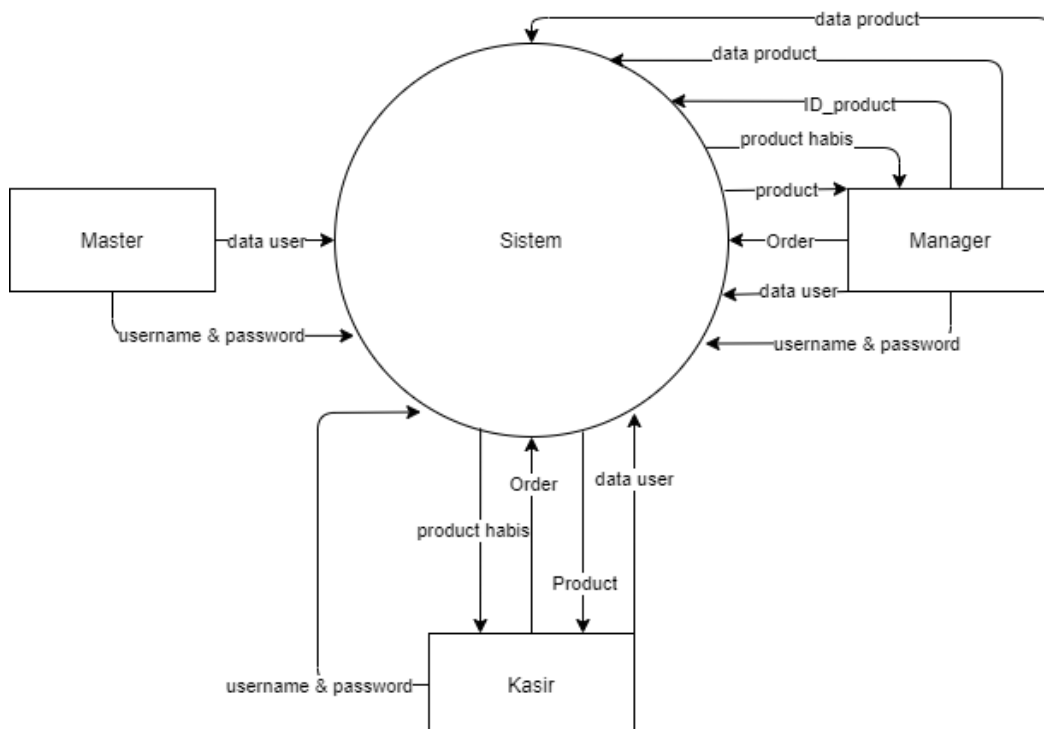 data product
data product
ID_product
product habis
product
Master
data user
Sistem
Order
Manager
data user
username & password
username & password
Order
data user
product habis
Product
username & password
Kasir